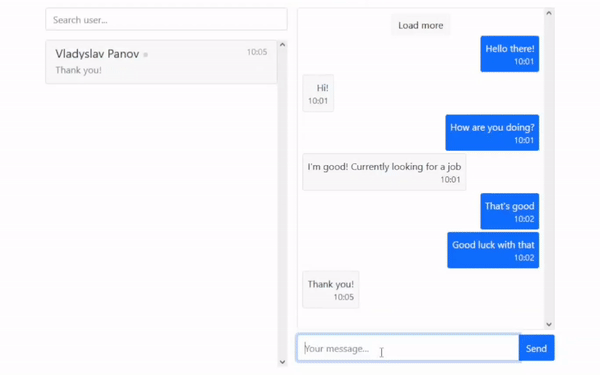 Search user...
Vladyslav Panov
10:05
Thank you!
Load more
Hello there!
10:01
Hi!
10:01
How are you doing?
10:01
I'm good! Currently looking for a job
10:01
That's good
10:02
Good luck with that
10:02
Thank you!
10:05
Your message...
Send